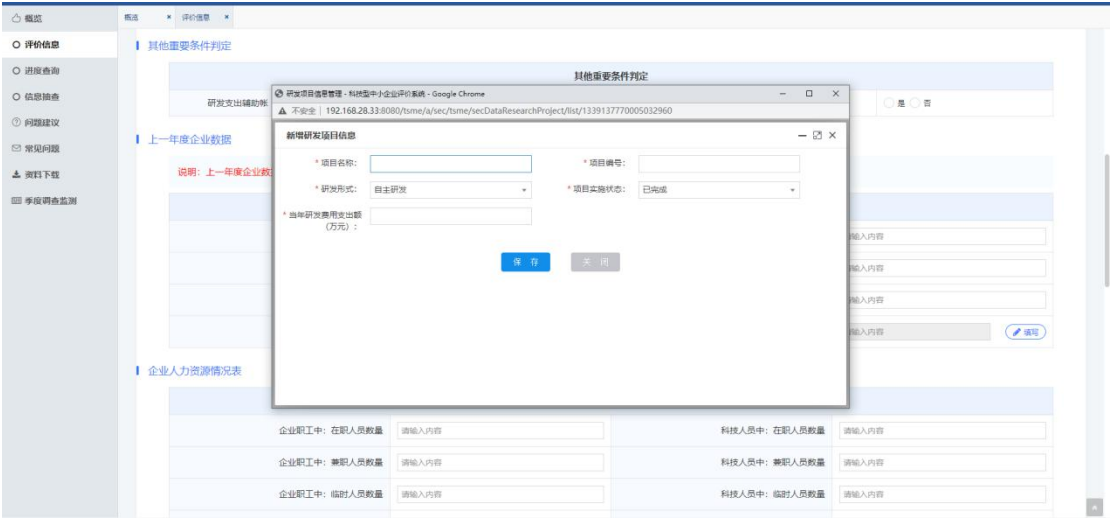 概览
评价信息
进度查询
信息抽查
问题建议
常见问题
资料下载
季度调查监测
概览 × 评价信息 ×
其他重要条件判定
其他重要条件判定
研发支出辅助帐
是 否
上一年度企业数据
说明：上一年度企业数
研发项目信息管理 - 科技型中小企业评价系统 - Google Chrome
不安全 | 192.168.28.33:8080/tsme/a/sec/tsme/secDataResearchProject/list/1339137770005032960
新增研发项目信息
* 项目名称：
* 项目编号：
* 研发形式： 自主研发
* 项目实施状态： 已完成
* 当年研发费用支出额
(万元)：
保 存 关 闭
输入内容
输入内容
输入内容
输入内容 填写
企业人力资源情况表
企业职工中：在职人员数量 请输入内容 科技人员中：在职人员数量 请输入内容
企业职工中：兼职人员数量 请输入内容 科技人员中：兼职人员数量 请输入内容
企业职工中：临时人员数量 请输入内容 科技人员中：临时人员数量 请输入内容